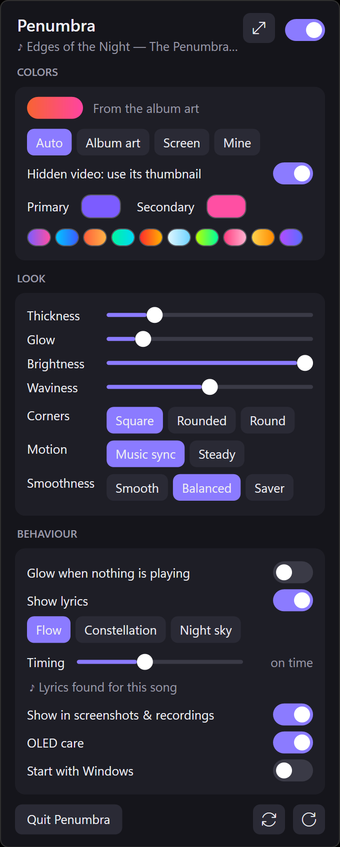 Penumbra
♪ Edges of the Night — The Penumbra...
COLORS
From the album art
Auto Album art Screen Mine
Hidden video: use its thumbnail
Primary Secondary
LOOK
Thickness
Glow
Brightness
Waviness
Corners Square Rounded Round
Motion Music sync Steady
Smoothness Smooth Balanced Saver
BEHAVIOUR
Glow when nothing is playing
Show lyrics
Flow Constellation Night sky
Timing on time
♪ Lyrics found for this song
Show in screenshots & recordings
OLED care
Start with Windows
Quit Penumbra